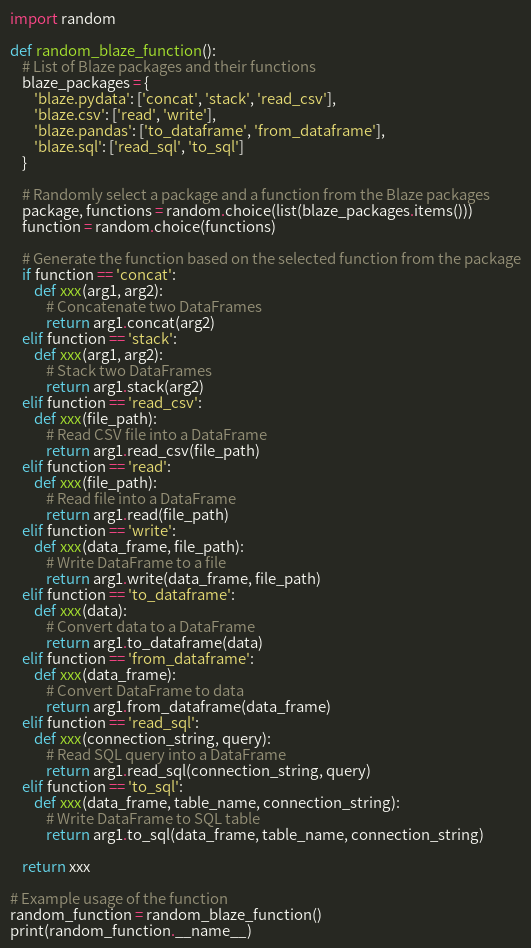 import random

def random_blaze_function():
    # List of Blaze packages and their functions
    blaze_packages = {
        'blaze.pydata': ['concat', 'stack', 'read_csv'],
        'blaze.csv': ['read', 'write'],
        'blaze.pandas': ['to_dataframe', 'from_dataframe'],
        'blaze.sql': ['read_sql', 'to_sql']
    }

    # Randomly select a package and a function from the Blaze packages
    package, functions = random.choice(list(blaze_packages.items()))
    function = random.choice(functions)

    # Generate the function based on the selected function from the package
    if function == 'concat':
        def xxx(arg1, arg2):
            # Concatenate two DataFrames
            return arg1.concat(arg2)
    elif function == 'stack':
        def xxx(arg1, arg2):
            # Stack two DataFrames
            return arg1.stack(arg2)
    elif function == 'read_csv':
        def xxx(file_path):
            # Read CSV file into a DataFrame
            return arg1.read_csv(file_path)
    elif function == 'read':
        def xxx(file_path):
            # Read file into a DataFrame
            return arg1.read(file_path)
    elif function == 'write':
        def xxx(data_frame, file_path):
            # Write DataFrame to a file
            return arg1.write(data_frame, file_path)
    elif function == 'to_dataframe':
        def xxx(data):
            # Convert data to a DataFrame
            return arg1.to_dataframe(data)
    elif function == 'from_dataframe':
        def xxx(data_frame):
            # Convert DataFrame to data
            return arg1.from_dataframe(data_frame)
    elif function == 'read_sql':
        def xxx(connection_string, query):
            # Read SQL query into a DataFrame
            return arg1.read_sql(connection_string, query)
    elif function == 'to_sql':
        def xxx(data_frame, table_name, connection_string):
            # Write DataFrame to SQL table
            return arg1.to_sql(data_frame, table_name, connection_string)

    return xxx

# Example usage of the function
random_function = random_blaze_function()
print(random_function.__name__)